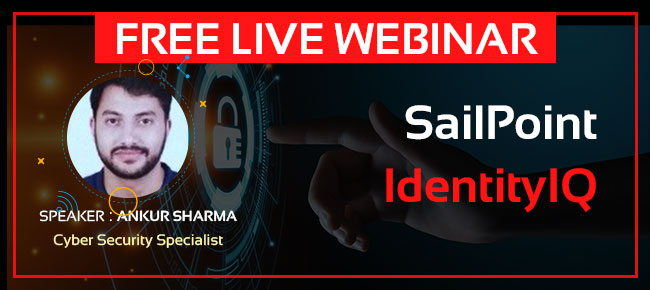 FREE LIVE WEBINAR
SailPoint
IdentityIQ
SPEAKER : ANKUR SHARMA
Cyber Security Specialist